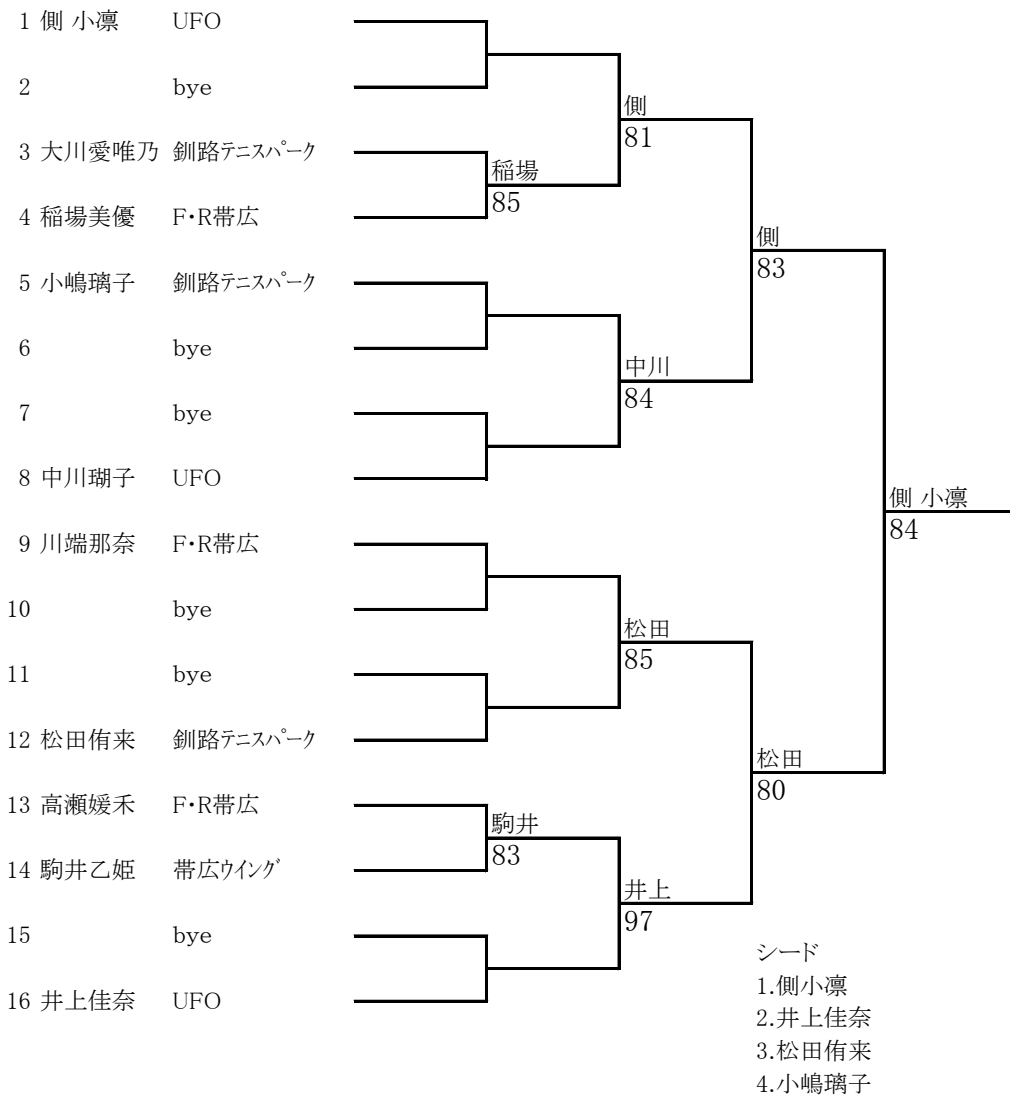 1 側 小凛 UFO
2 bye
側
81
3 大川愛唯乃 釧路テニスパーク
稲場
85
4 稲場美優 F・R帯広
側
83
5 小嶋璃子 釧路テニスパーク
6 bye
中川
84
7 bye
8 中川瑚子 UFO
側 小凛
84
9 川端那奈 F・R帯広
10 bye
松田
85
11 bye
12 松田侑来 釧路テニスパーク
松田
80
13 高瀬媛禾 F・R帯広
駒井
83
14 駒井乙姫 帯広ウイング
井上
97
15 bye
16 井上佳奈 UFO
シード
1.側小凛
2.井上佳奈
3.松田侑来
4.小嶋璃子